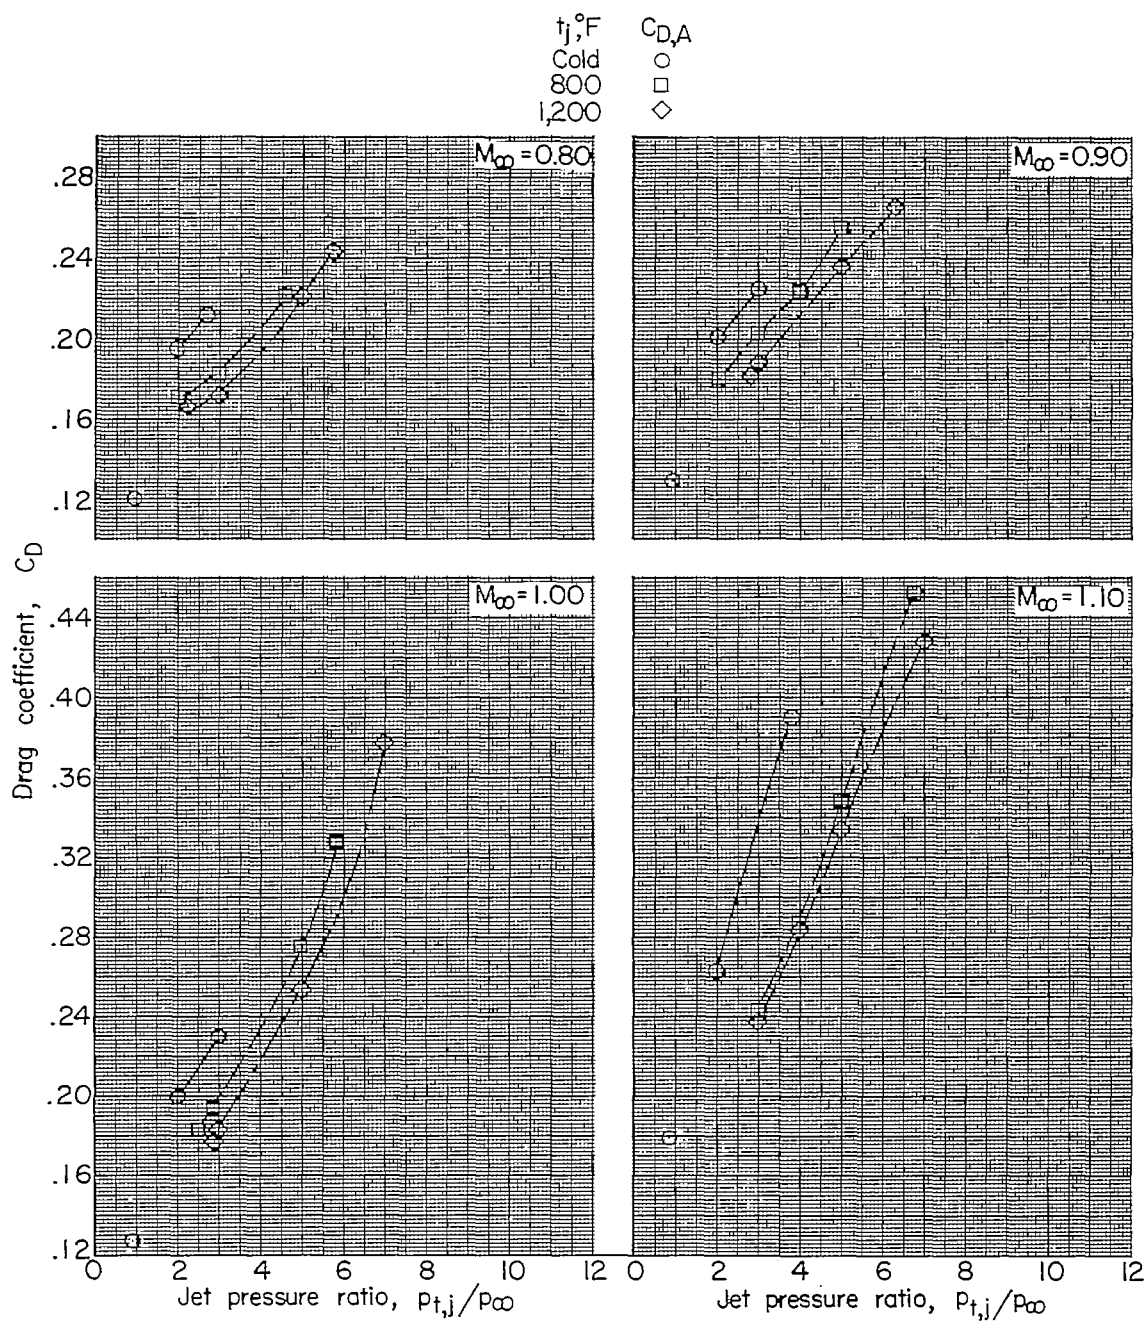 tj,°F C_D,A
Cold ○
800 □
1,200 ◇
M∞=0.80
M∞=0.90
.28
.24
.20
.16
.12
Drag coefficient, C_D
M∞=1.00
M∞=1.10
.44
.40
.36
.32
.28
.24
.20
.16
.12
0 2 4 6 8 10 12
0 2 4 6 8 10 12
Jet pressure ratio, p_t,j/p∞
Jet pressure ratio, p_t,j/p∞